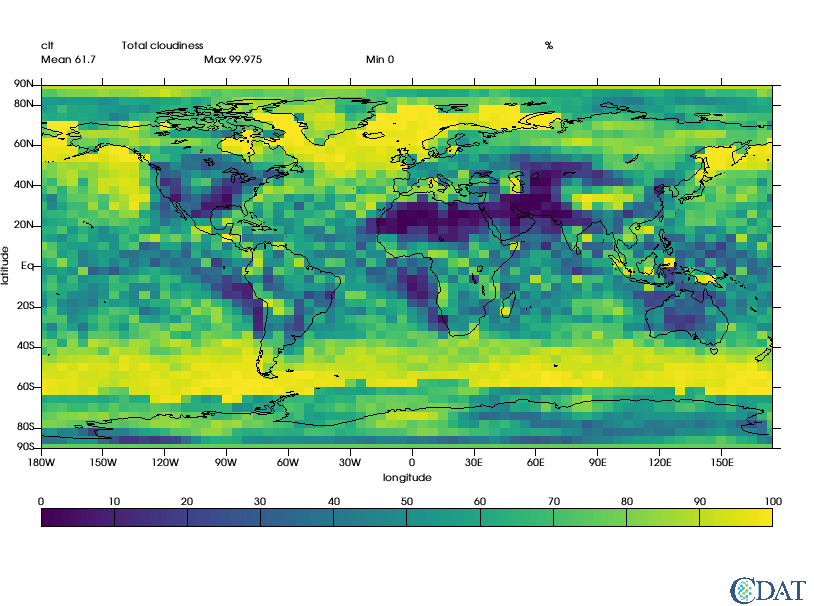 clt Total cloudiness %
Mean 61.7 Max 99.975 Min 0
90N
80N
60N
40N
20N
Eq
20S
40S
60S
80S
90S
latitude
180W 150W 120W 90W 60W 30W 0 30E 60E 90E 120E 150E
longitude
0 10 20 30 40 50 60 70 80 90 100
CDAT